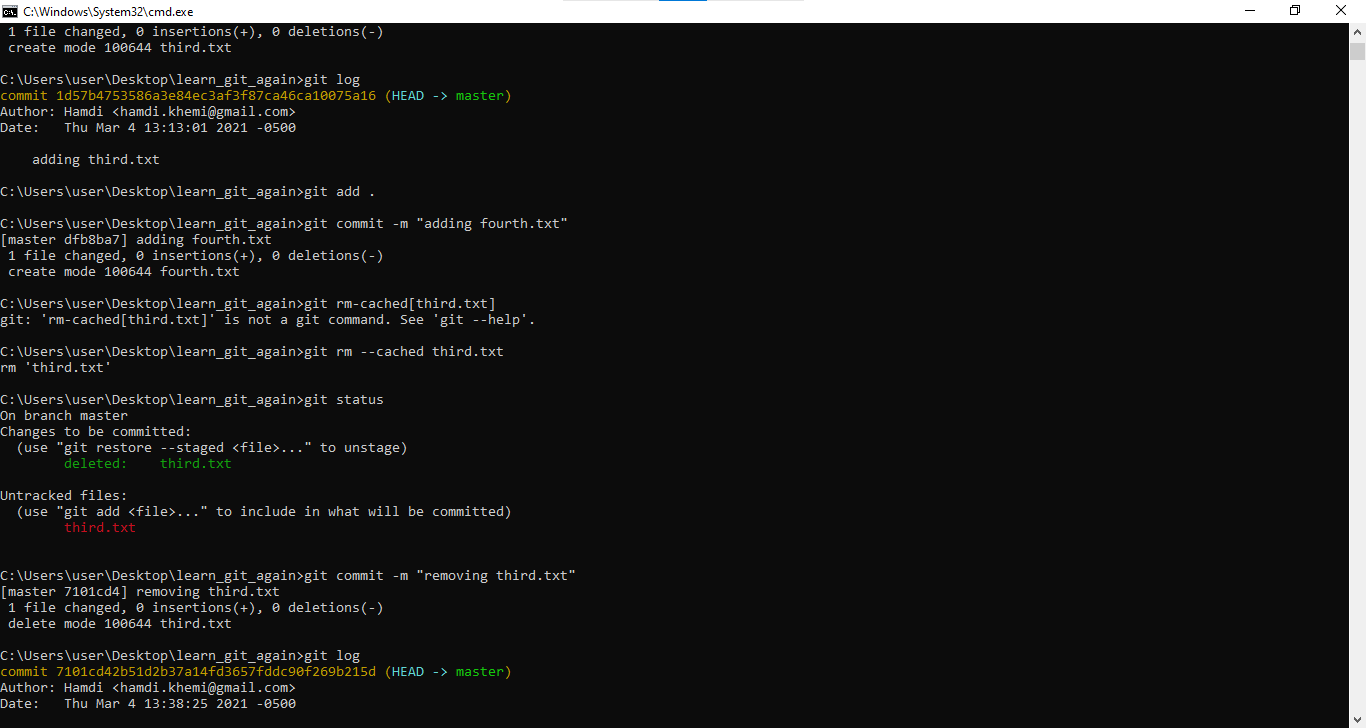 C:\Windows\System32\cmd.exe
 1 file changed, 0 insertions(+), 0 deletions(-)
 create mode 100644 third.txt

C:\Users\user\Desktop\learn_git_again>git log
commit 1d57b4753586a3e84ec3af3f87ca46ca10075a16 (HEAD -> master)
Author: Hamdi <hamdi.khemi@gmail.com>
Date:   Thu Mar 4 13:13:01 2021 -0500

    adding third.txt

C:\Users\user\Desktop\learn_git_again>git add .

C:\Users\user\Desktop\learn_git_again>git commit -m "adding fourth.txt"
[master dfb8ba7] adding fourth.txt
 1 file changed, 0 insertions(+), 0 deletions(-)
 create mode 100644 fourth.txt

C:\Users\user\Desktop\learn_git_again>git rm-cached[third.txt]
git: 'rm-cached[third.txt]' is not a git command. See 'git --help'.

C:\Users\user\Desktop\learn_git_again>git rm --cached third.txt
rm 'third.txt'

C:\Users\user\Desktop\learn_git_again>git status
On branch master
Changes to be committed:
  (use "git restore --staged <file>..." to unstage)
        deleted:    third.txt

Untracked files:
  (use "git add <file>..." to include in what will be committed)
        third.txt


C:\Users\user\Desktop\learn_git_again>git commit -m "removing third.txt"
[master 7101cd4] removing third.txt
 1 file changed, 0 insertions(+), 0 deletions(-)
 delete mode 100644 third.txt

C:\Users\user\Desktop\learn_git_again>git log
commit 7101cd42b51d2b37a14fd3657fddc90f269b215d (HEAD -> master)
Author: Hamdi <hamdi.khemi@gmail.com>
Date:   Thu Mar 4 13:38:25 2021 -0500